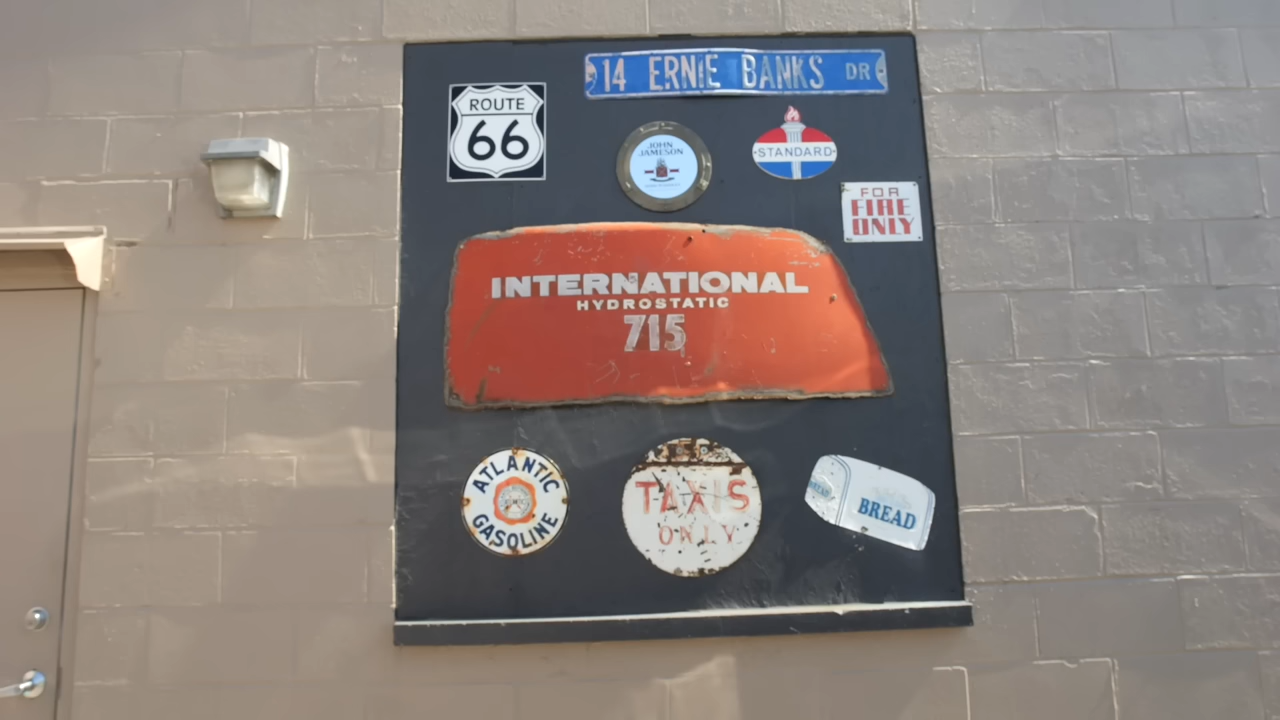 14 ERNIE BANKS DR
ROUTE
66
JOHN
JAMESON
STANDARD
FOR
FIRE
ONLY
INTERNATIONAL
HYDROSTATIC
715
ATLANTIC
GASOLINE
TAXIS
ONLY
BREAD
BREAD